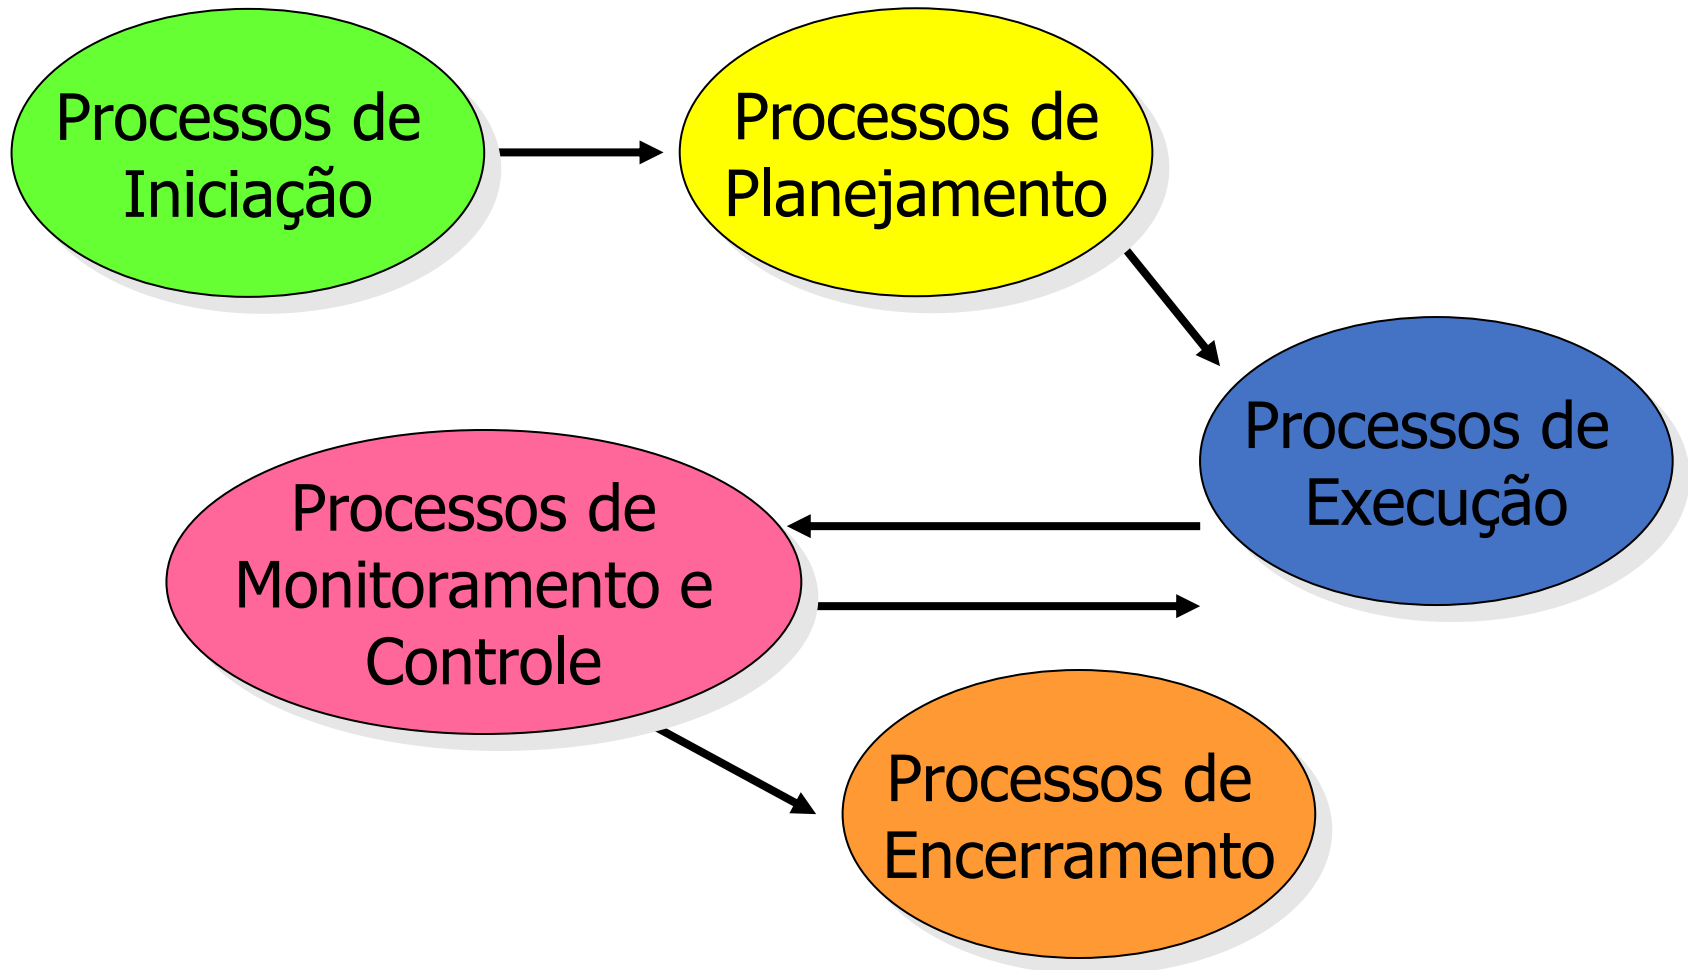 Processos de
Iniciação
Processos de
Planejamento
Processos de
Execução
Processos de
Monitoramento e
Controle
Processos de
Encerramento